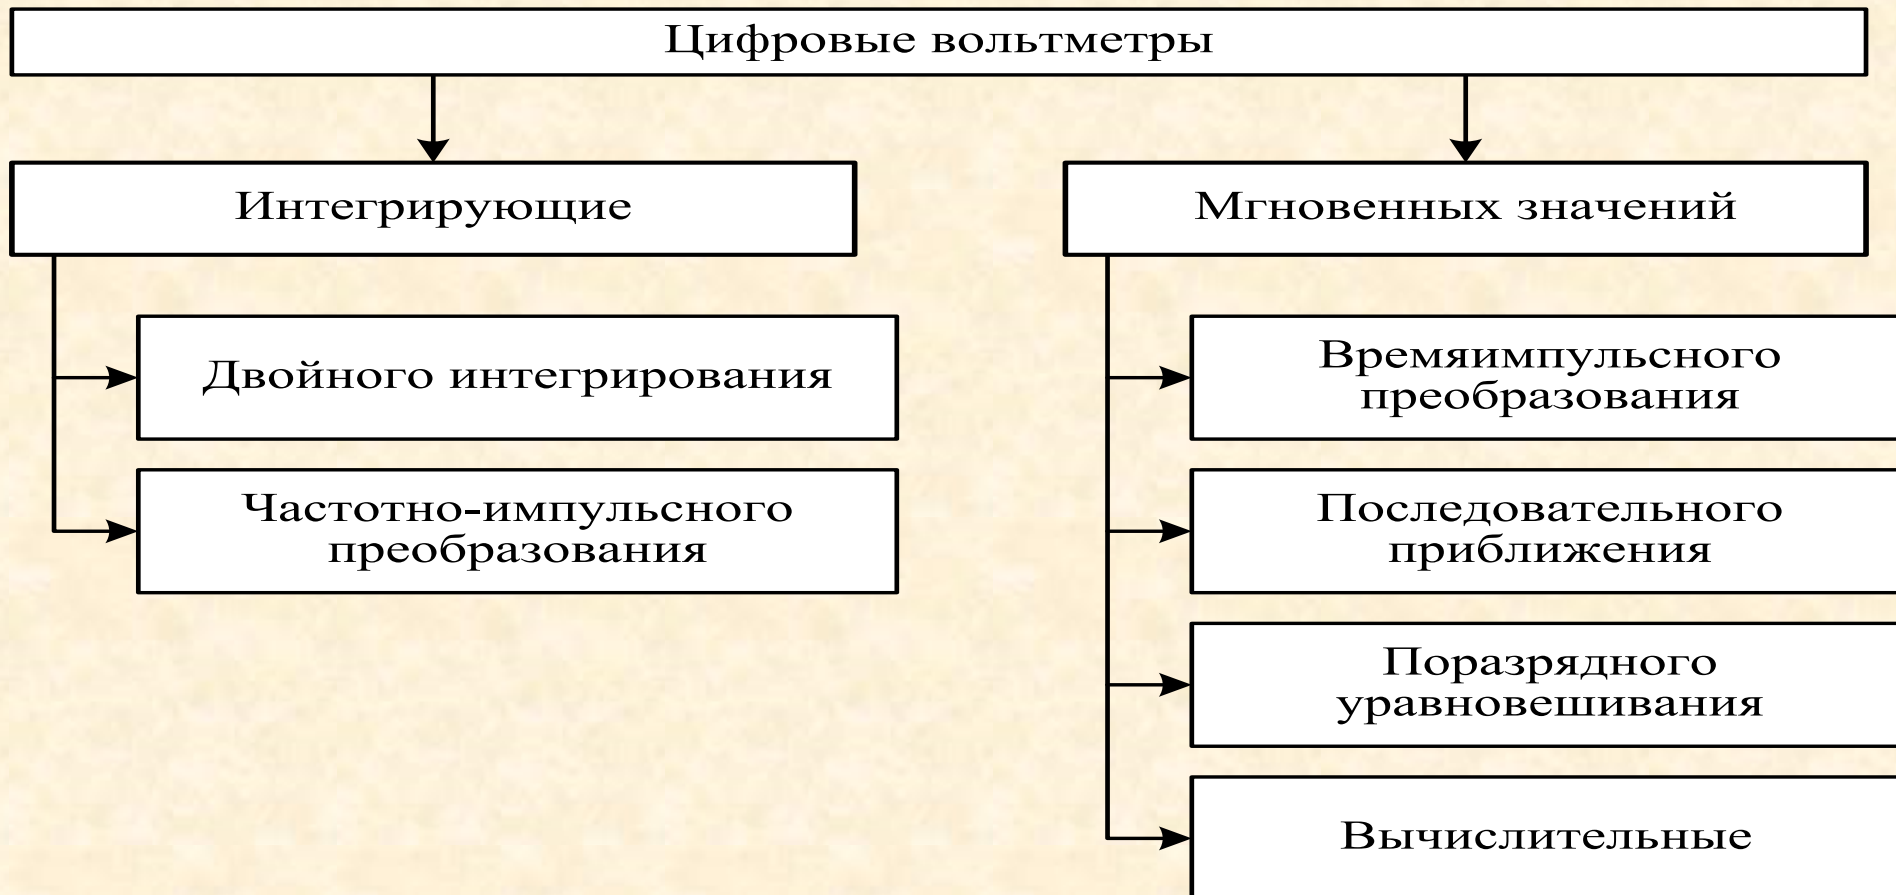 Цифровые вольтметры
Интегрирующие
Двойного интегрирования
Частотно-импульсного
преобразования
Мгновенных значений
Времяимпульсного
преобразования
Последовательного
приближения
Поразрядного
уравновешивания
Вычислительные